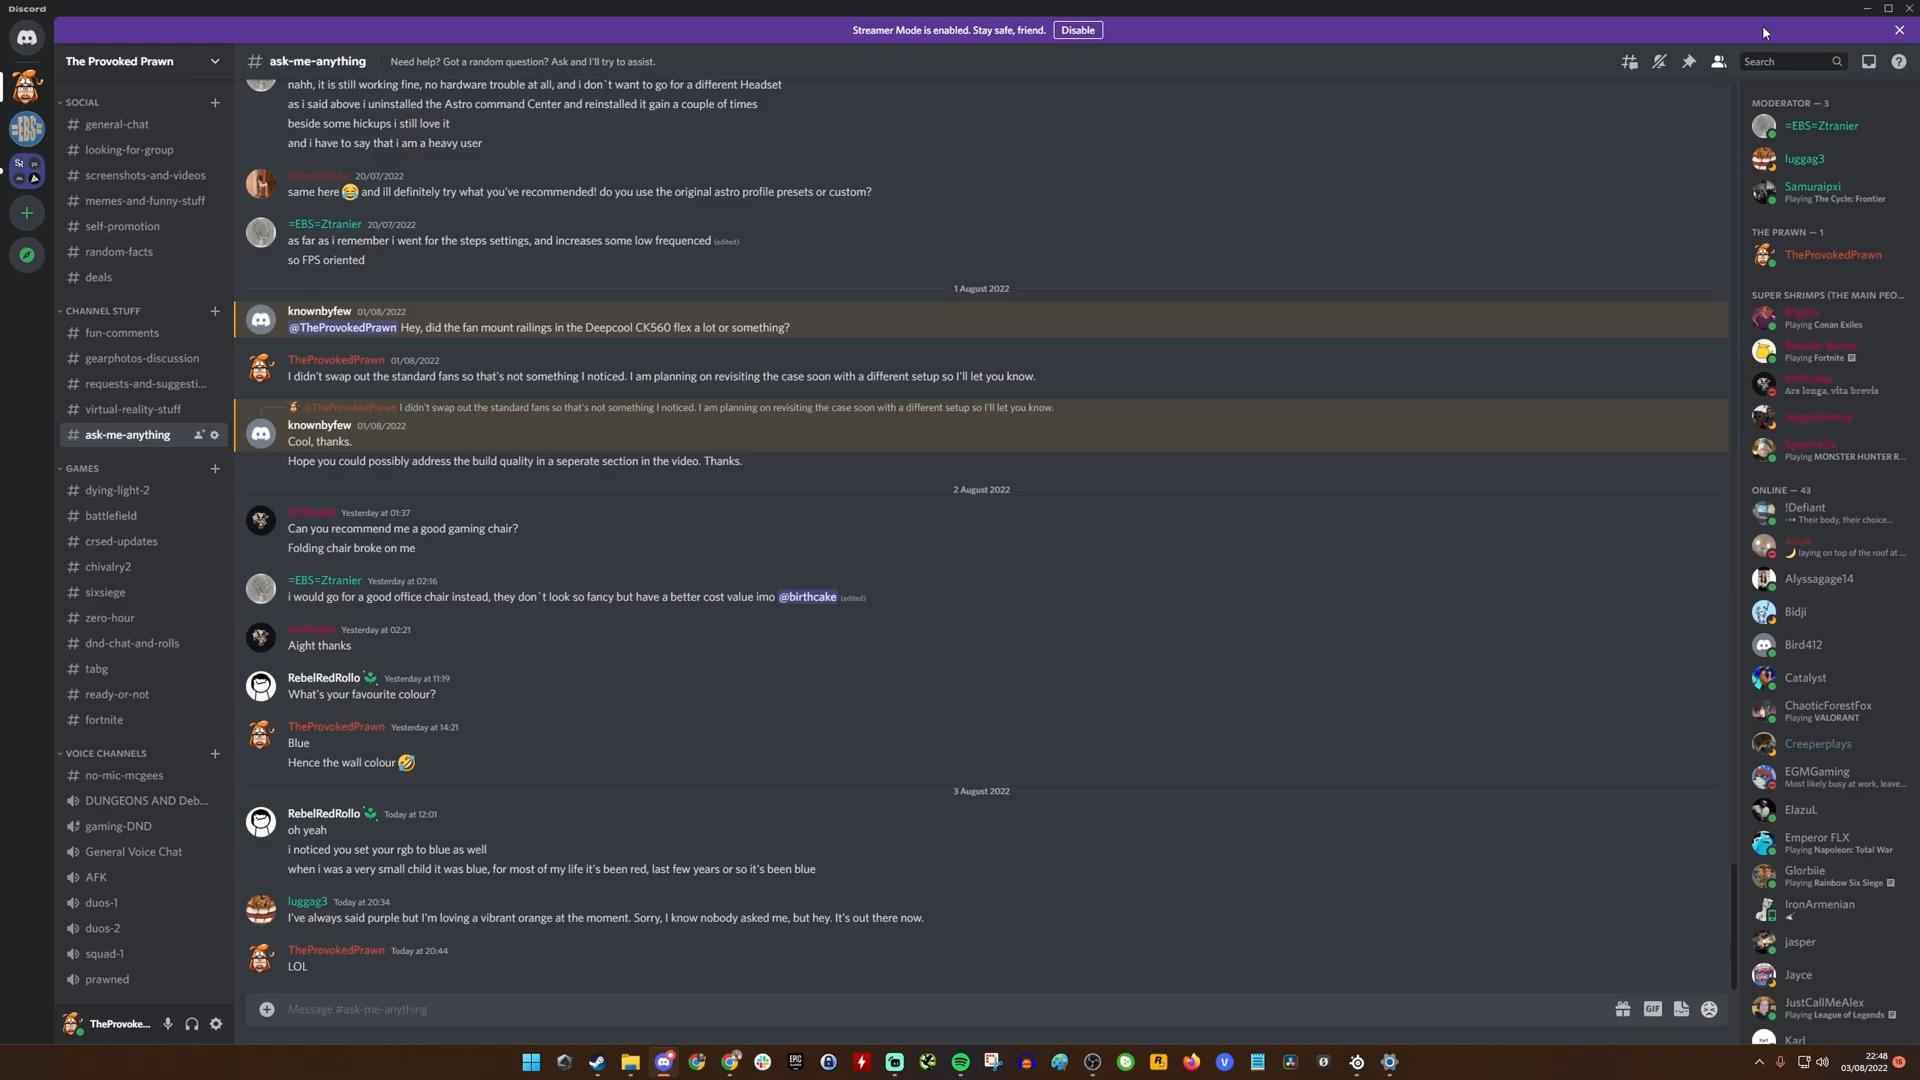 Discord
Streamer Mode is enabled. Stay safe, friend.
Disable
The Provoked Prawn
SOCIAL
# general-chat
# looking-for-group
# screenshots-and-videos
# memes-and-funny-stuff
# self-promotion
# random-facts
# deals
CHANNEL STUFF
# fun-comments
# gearphotos-discussion
# requests-and-suggesti...
# virtual-reality-stuff
# ask-me-anything
GAMES
# dying-light-2
# battlefield
# crsed-updates
# chivalry2
# sixsiege
# zero-hour
# dnd-chat-and-rolls
# tabg
# ready-or-not
# fortnite
VOICE CHANNELS
# no-mic-mcgees
DUNGEONS AND Deb...
gaming-DND
General Voice Chat
AFK
duos-1
duos-2
squad-1
prawned
TheProvoke...
# ask-me-anything
Need help? Got a random question? Ask and I'll try to assist.
Search
nahh, it is still working fine, no hardware trouble at all, and i don`t want to go for a different Headset
as i said above i uninstalled the Astro command Center and reinstalled it gain a couple of times
beside some hickups i still love it
and i have to say that i am a heavy user
20/07/2022
same here 😂 and ill definitely try what you've recommended! do you use the original astro profile presets or custom?
=EBS=Ztranier 20/07/2022
as far as i remember i went for the steps settings, and increases some low frequenced (edited)
so FPS oriented
1 August 2022
knownbyfew 01/08/2022
@TheProvokedPrawn Hey, did the fan mount railings in the Deepcool CK560 flex a lot or something?
TheProvokedPrawn 01/08/2022
I didn't swap out the standard fans so that's not something I noticed. I am planning on revisiting the case soon with a different setup so I'll let you know.
@TheProvokedPrawn I didn't swap out the standard fans so that's not something I noticed. I am planning on revisiting the case soon with a different setup so I'll let you know.
knownbyfew 01/08/2022
Cool, thanks.
Hope you could possibly address the build quality in a seperate section in the video. Thanks.
2 August 2022
birthcake Yesterday at 01:37
Can you recommend me a good gaming chair?
Folding chair broke on me
=EBS=Ztranier Yesterday at 02:16
i would go for a good office chair instead, they don`t look so fancy but have a better cost value imo @birthcake (edited)
birthcake Yesterday at 02:21
Aight thanks
RebelRedRollo Yesterday at 11:19
What's your favourite colour?
TheProvokedPrawn Yesterday at 14:21
Blue
Hence the wall colour 🤣
3 August 2022
RebelRedRollo Today at 12:01
oh yeah
i noticed you set your rgb to blue as well
when i was a very small child it was blue, for most of my life it's been red, last few years or so it's been blue
luggag3 Today at 20:34
I've always said purple but I'm loving a vibrant orange at the moment. Sorry, I know nobody asked me, but hey. It's out there now.
TheProvokedPrawn Today at 20:44
LOL
Message #ask-me-anything
GIF
MODERATOR — 3
=EBS=Ztranier
luggag3
Samuraipxi
Playing The Cycle: Frontier
THE PRAWN — 1
TheProvokedPrawn
SUPER SHRIMPS (THE MAIN PEO...
Playing Conan Exiles
Playing Fortnite
birthcake
Ars longa, vita brevis
Playing MONSTER HUNTER R...
ONLINE — 43
!Defiant
Their body, their choice...
adiak
🌙 laying on top of the roof at ...
Alyssagage14
Bidji
Bird412
Catalyst
ChaoticForestFox
Playing VALORANT
Creeperplays
EGMGaming
Most likely busy at work, leave...
ElazuL
Emperor FLX
Playing Napoleon: Total War
Glorbiie
Playing Rainbow Six Siege
IronArmenian
jasper
Jayce
JustCallMeAlex
Playing League of Legends
Karl
22:48
03/08/2022
16